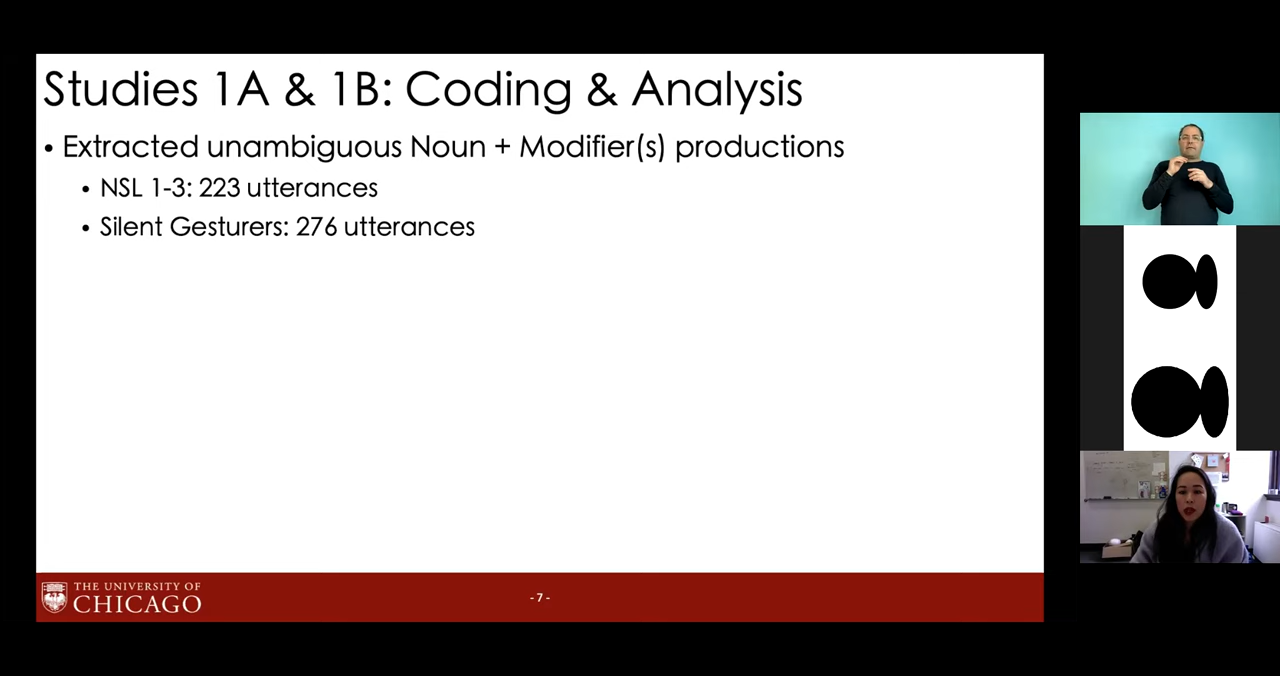 Studies 1A & 1B: Coding & Analysis
• Extracted unambiguous Noun + Modifier(s) productions
• NSL 1-3: 223 utterances
• Silent Gesturers: 276 utterances
THE UNIVERSITY OF
CHICAGO
- 7 -